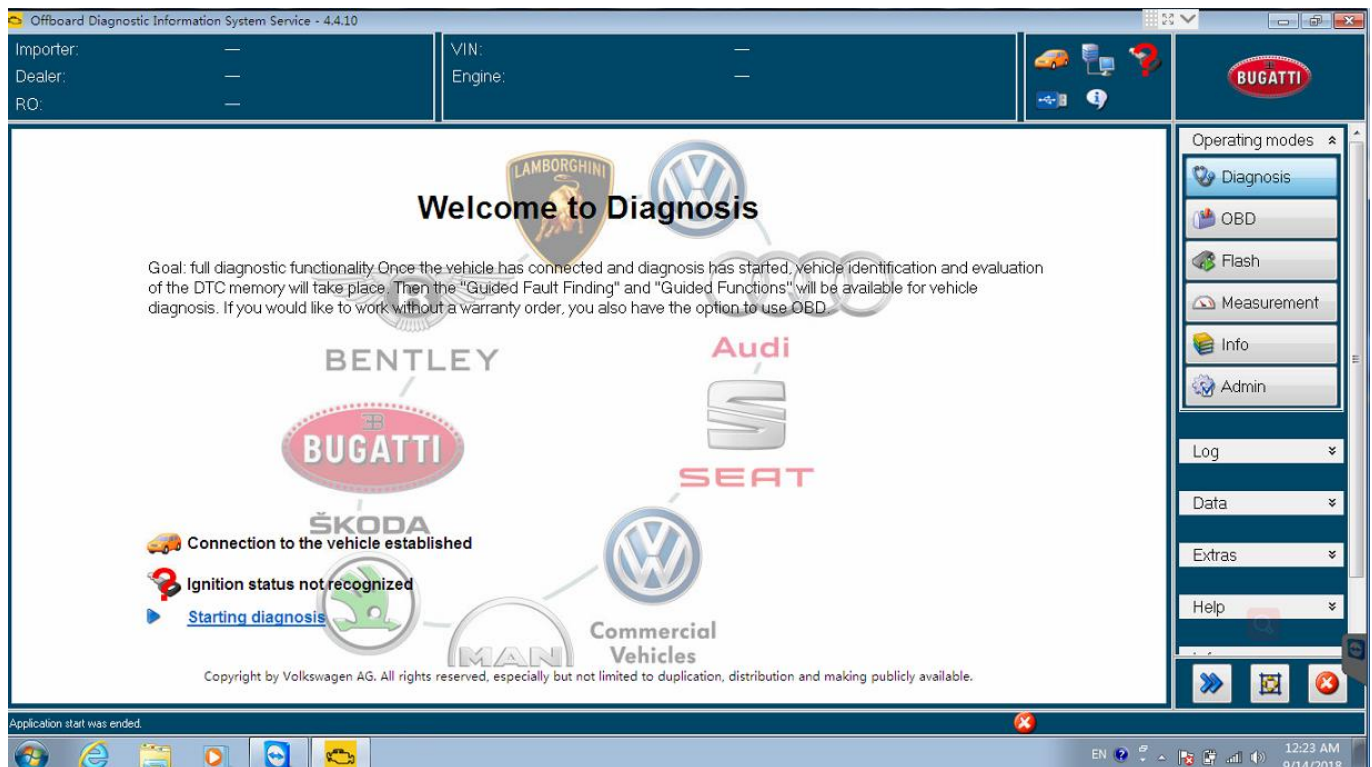 Offboard Diagnostic Information System Service - 4.4.10
Importer: —
Dealer: —
RO: —
VIN: —
Engine: —
BUGATTI
Operating modes
Diagnosis
OBD
Flash
Measurement
Info
Admin
Log
Data
Extras
Help
LAMBORGHINI
Welcome to Diagnosis
Goal: full diagnostic functionality Once the vehicle has connected and diagnosis has started, vehicle identification and evaluation
of the DTC memory will take place. Then the "Guided Fault Finding" and "Guided Functions" will be available for vehicle
diagnosis. If you would like to work without a warranty order, you also have the option to use OBD.
BENTLEY
Audi
BUGATTI
SEAT
ŠKODA
Connection to the vehicle established
Ignition status not recognized
Starting diagnosis
MAN
Commercial
Vehicles
Copyright by Volkswagen AG. All rights reserved, especially but not limited to duplication, distribution and making publicly available.
Application start was ended.
EN
12:23 AM
9/14/2018